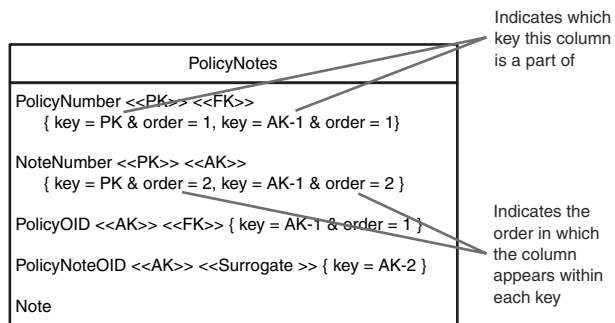 Indicates which
key this column
is a part of
PolicyNotes
PolicyNumber <<PK>> <<FK>>
{ key = PK & order = 1, key = AK-1 & order = 1}
NoteNumber <<PK>> <<AK>>
{ key = PK & order = 2, key = AK-1 & order = 2 }
PolicyOID <<AK>> <<FK>> { key = AK-1 & order = 1 }
PolicyNoteOID <<AK>> <<Surrogate >> { key = AK-2 }
Note
Indicates the
order in which
the column
appears within
each key